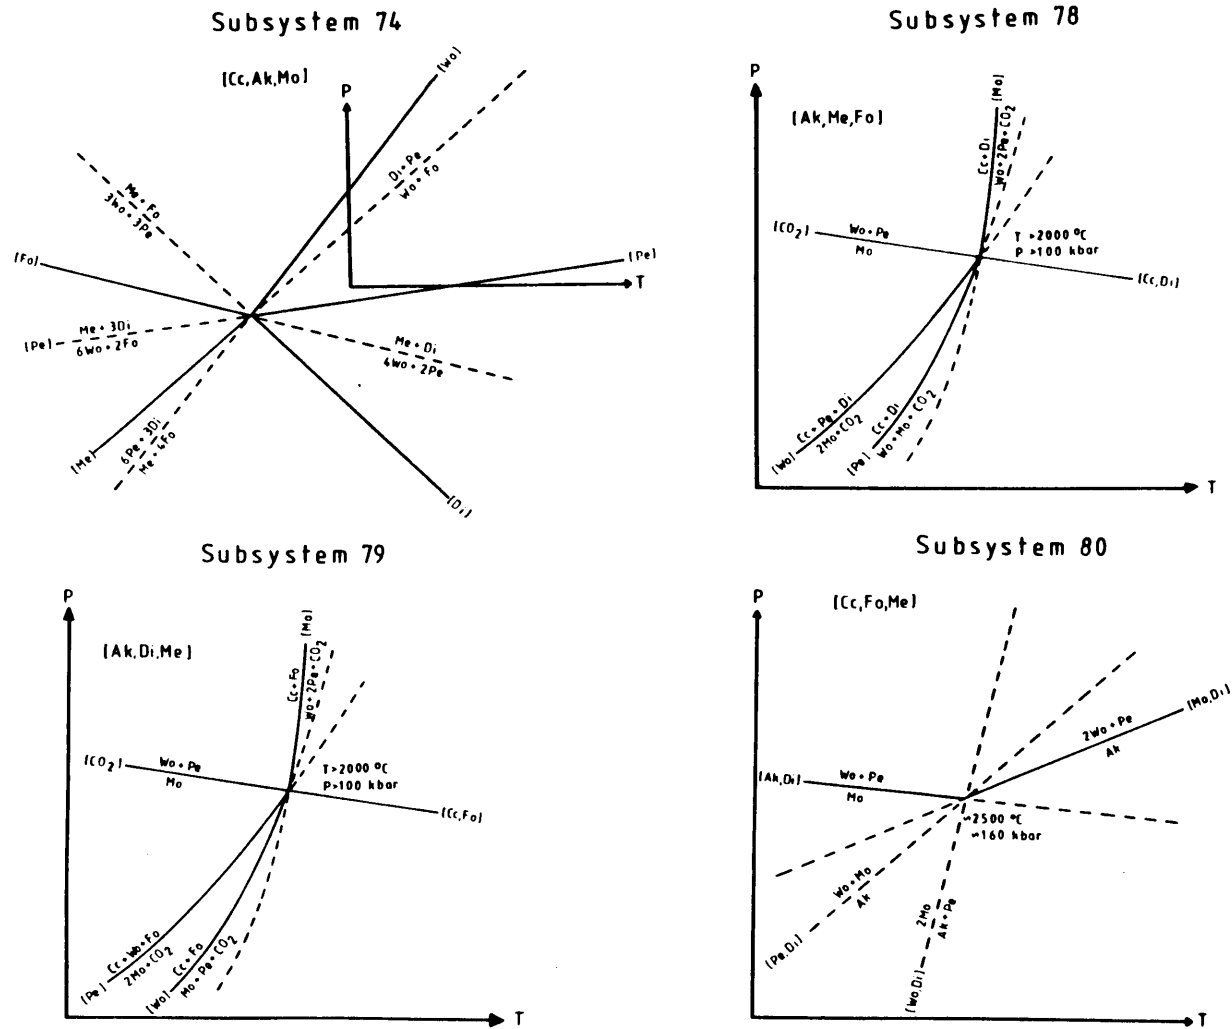 Subsystem 74
[Cc,Ak,Mo]
P
T
[Wo]
Di+Pe
Wo+Fo
Me+Fo
3Wo+3Pe
[Fo]
[Pe]
[Pe]
Me+3Di
6Wo+2Fo
Me+Di
4Wo+2Pe
[Me]
6Pe+3Di
Me+4Fo
[Di]
Subsystem 78
P
[Ak,Me,Fo]
[Mo]
Cc+Di
Wo+2Pe+CO2
[CO2]
Wo+Pe
Mo
T >2000 °C
P >100 kbar
[Cc,Di]
Cc+Pe+Di
2Mo+CO2
[Wo]
Cc+Di
Wo+Mo+CO2
[Pe]
T
Subsystem 79
P
[Ak,Di,Me]
[Mo]
Cc+Fo
Wo+2Pe+CO2
[CO2]
Wo+Pe
Mo
T>2000 °C
P>100 kbar
[Cc,Fo]
Cc+Wo+Fo
2Mo+CO2
[Pe]
Cc+Fo
Mo+Pe+CO2
[Wo]
T
Subsystem 80
P
[Cc,Fo,Me]
[Mo,Di]
2Wo+Pe
Ak
[Ak,Di]
Wo+Pe
Mo
~2500 °C
~160 kbar
Wo+Mo
Ak
[Pe,Di]
2Mo
Ak+Pe
[Wo,Di]
T